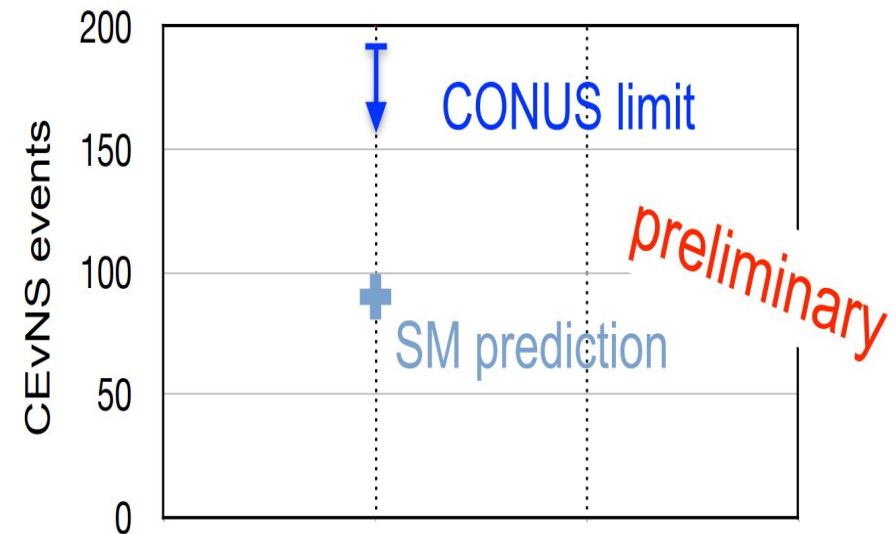 200
CONUS limit
150
preliminary
100
SM prediction
50
0
CEvNS events